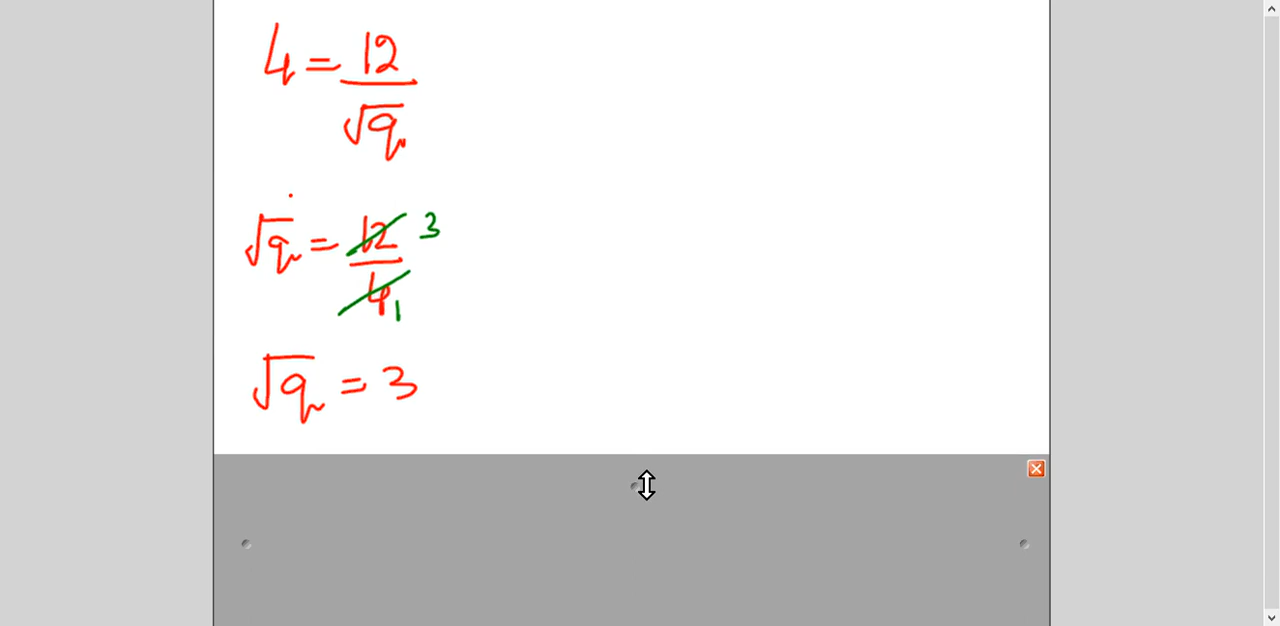 4 = 12/√q
√q = 12/4 3 1
√q = 3